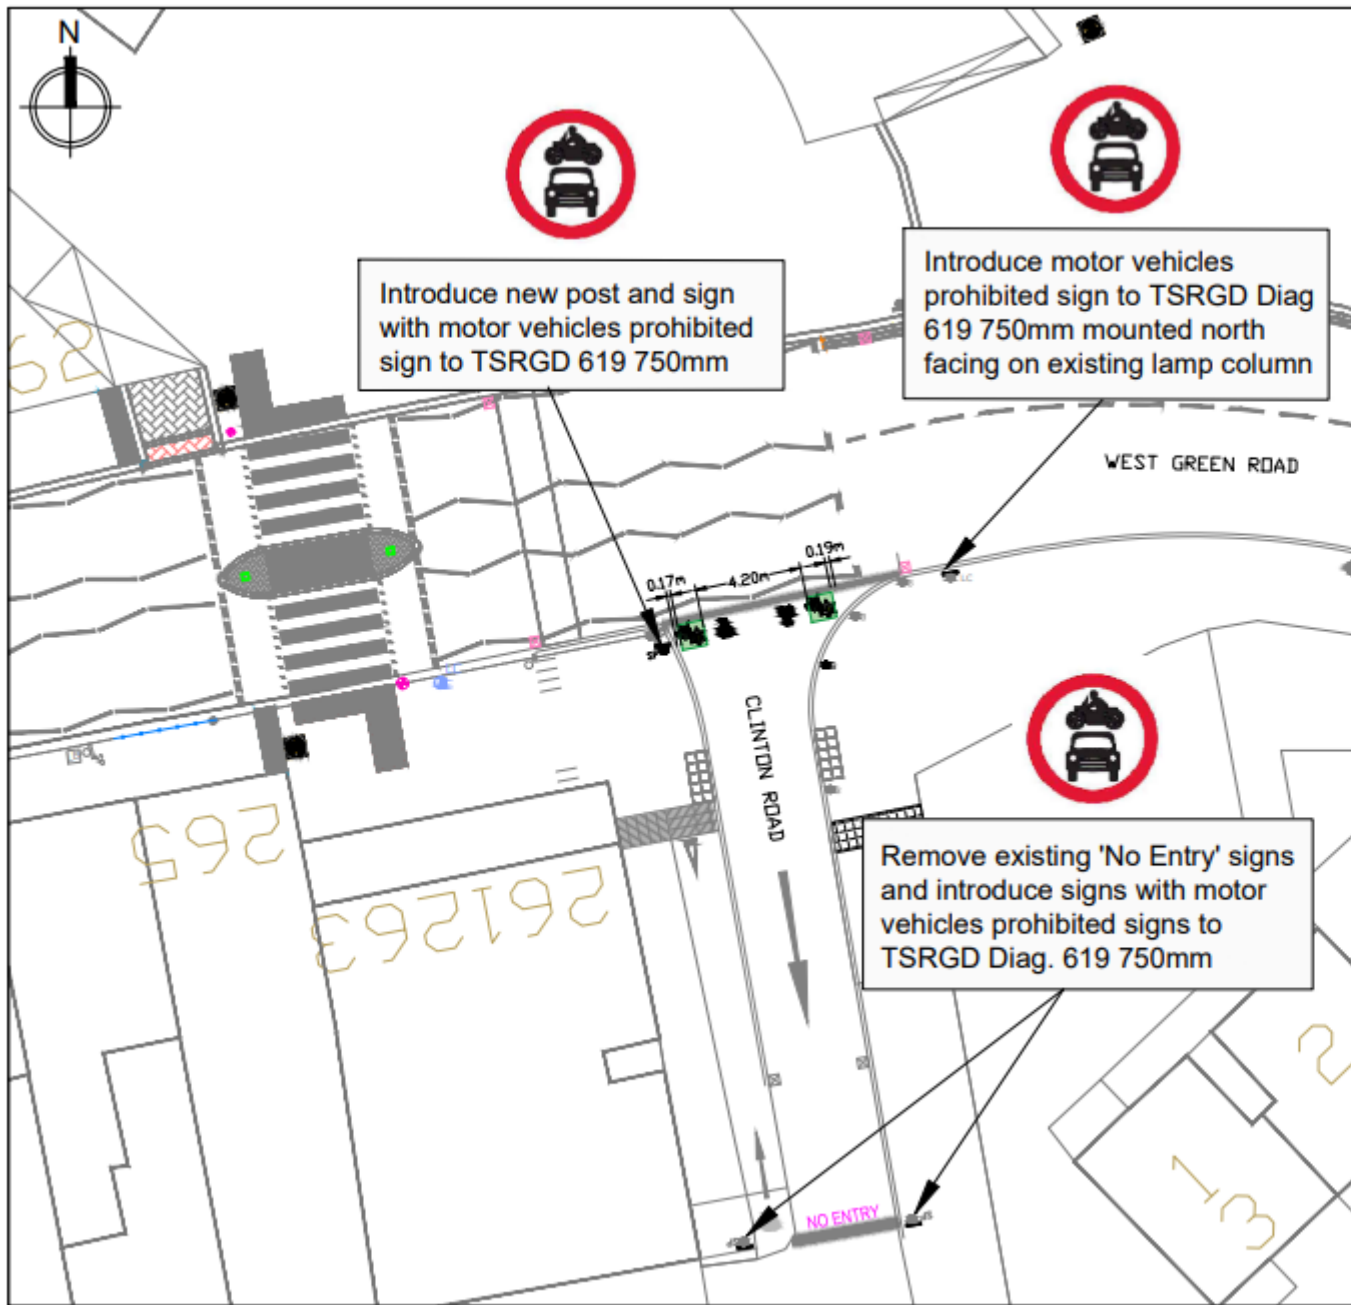 N
Introduce motor vehicles
prohibited sign to TSRGD Diag
619 750mm mounted north
facing on existing lamp column
Introduce new post and sign
with motor vehicles prohibited
sign to TSRGD 619 750mm
62
WEST GREEN ROAD
0.17m
4.20m
0.19m
LC
CLINTON ROAD
265
261263
Remove existing 'No Entry' signs
and introduce signs with motor
vehicles prohibited signs to
TSRGD Diag. 619 750mm
2
13
NO ENTRY